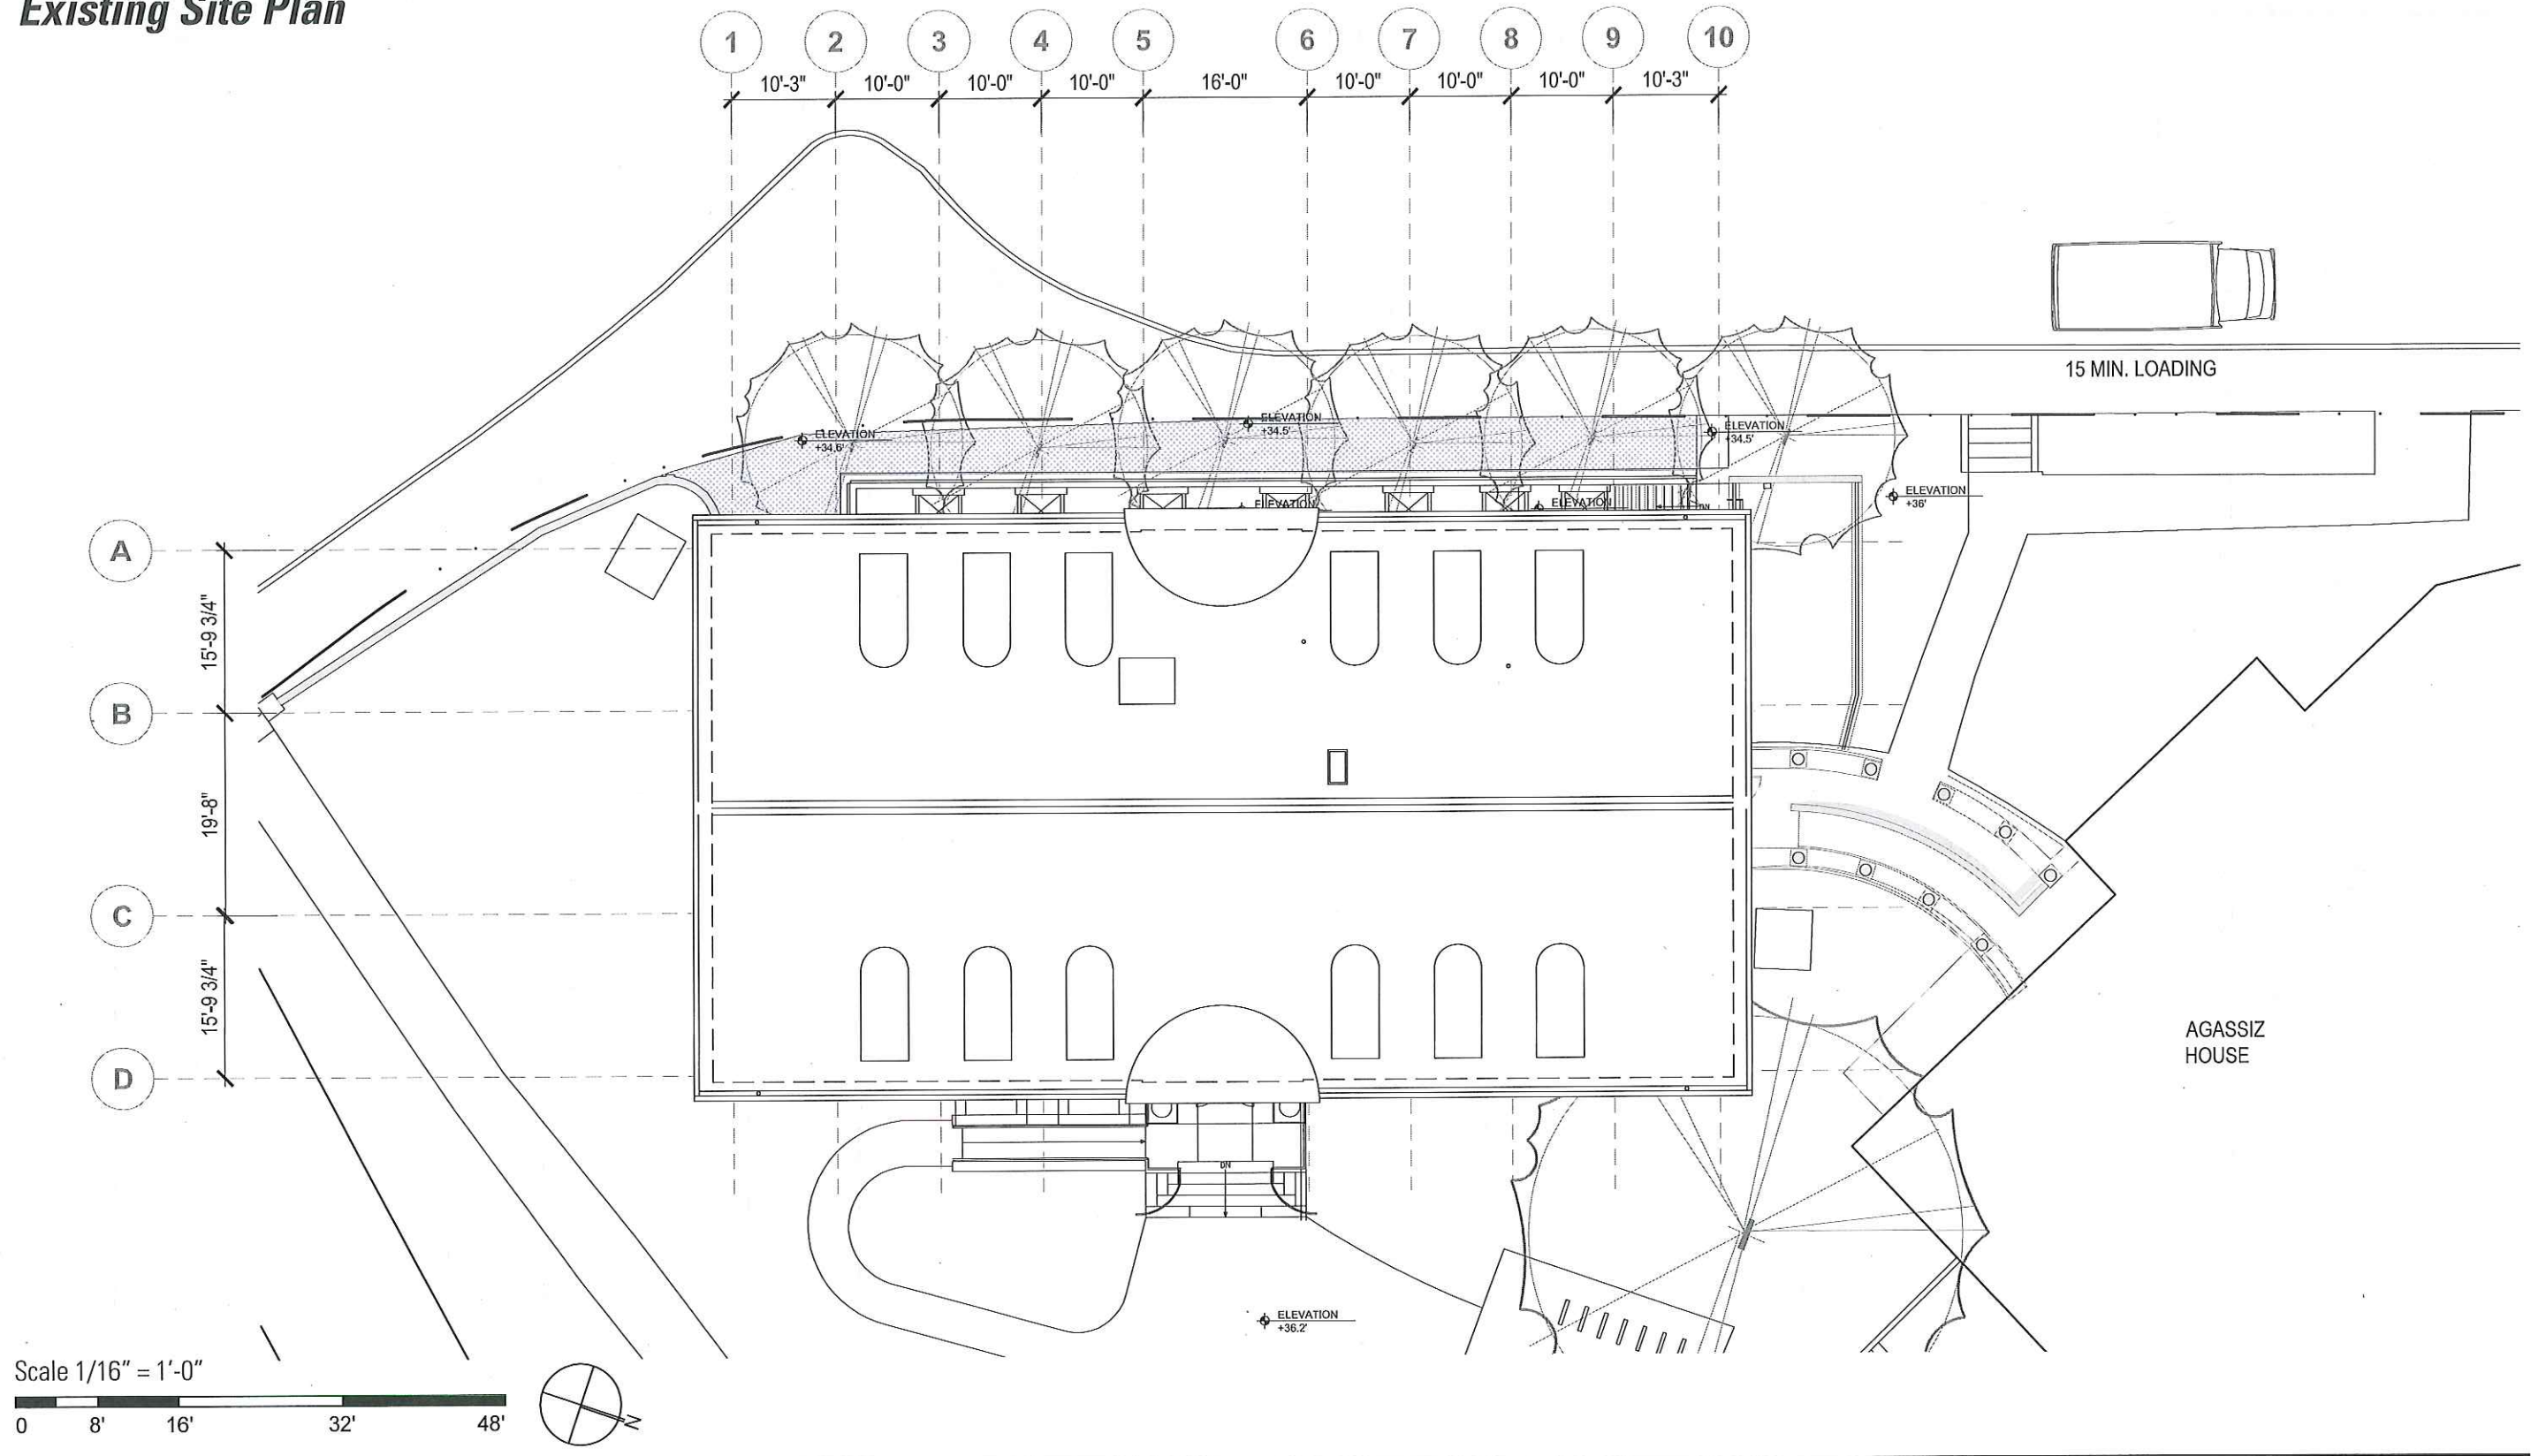 Existing Site Plan
1 2 3 4 5 6 7 8 9 10
10'-3" 10'-0" 10'-0" 10'-0" 16'-0" 10'-0" 10'-0" 10'-0" 10'-3"
15 MIN. LOADING
ELEVATION
+34.6'
ELEVATION
+34.5'
ELEVATION
+34.5'
ELEVATION
+36'
ELEVATION
ELEVATION
DN
A
15'-9 3/4"
B
19'-8"
C
15'-9 3/4"
D
AGASSIZ
HOUSE
DN
ELEVATION
+36.2'
Scale 1/16" = 1'-0"
0 8' 16' 32' 48'
N